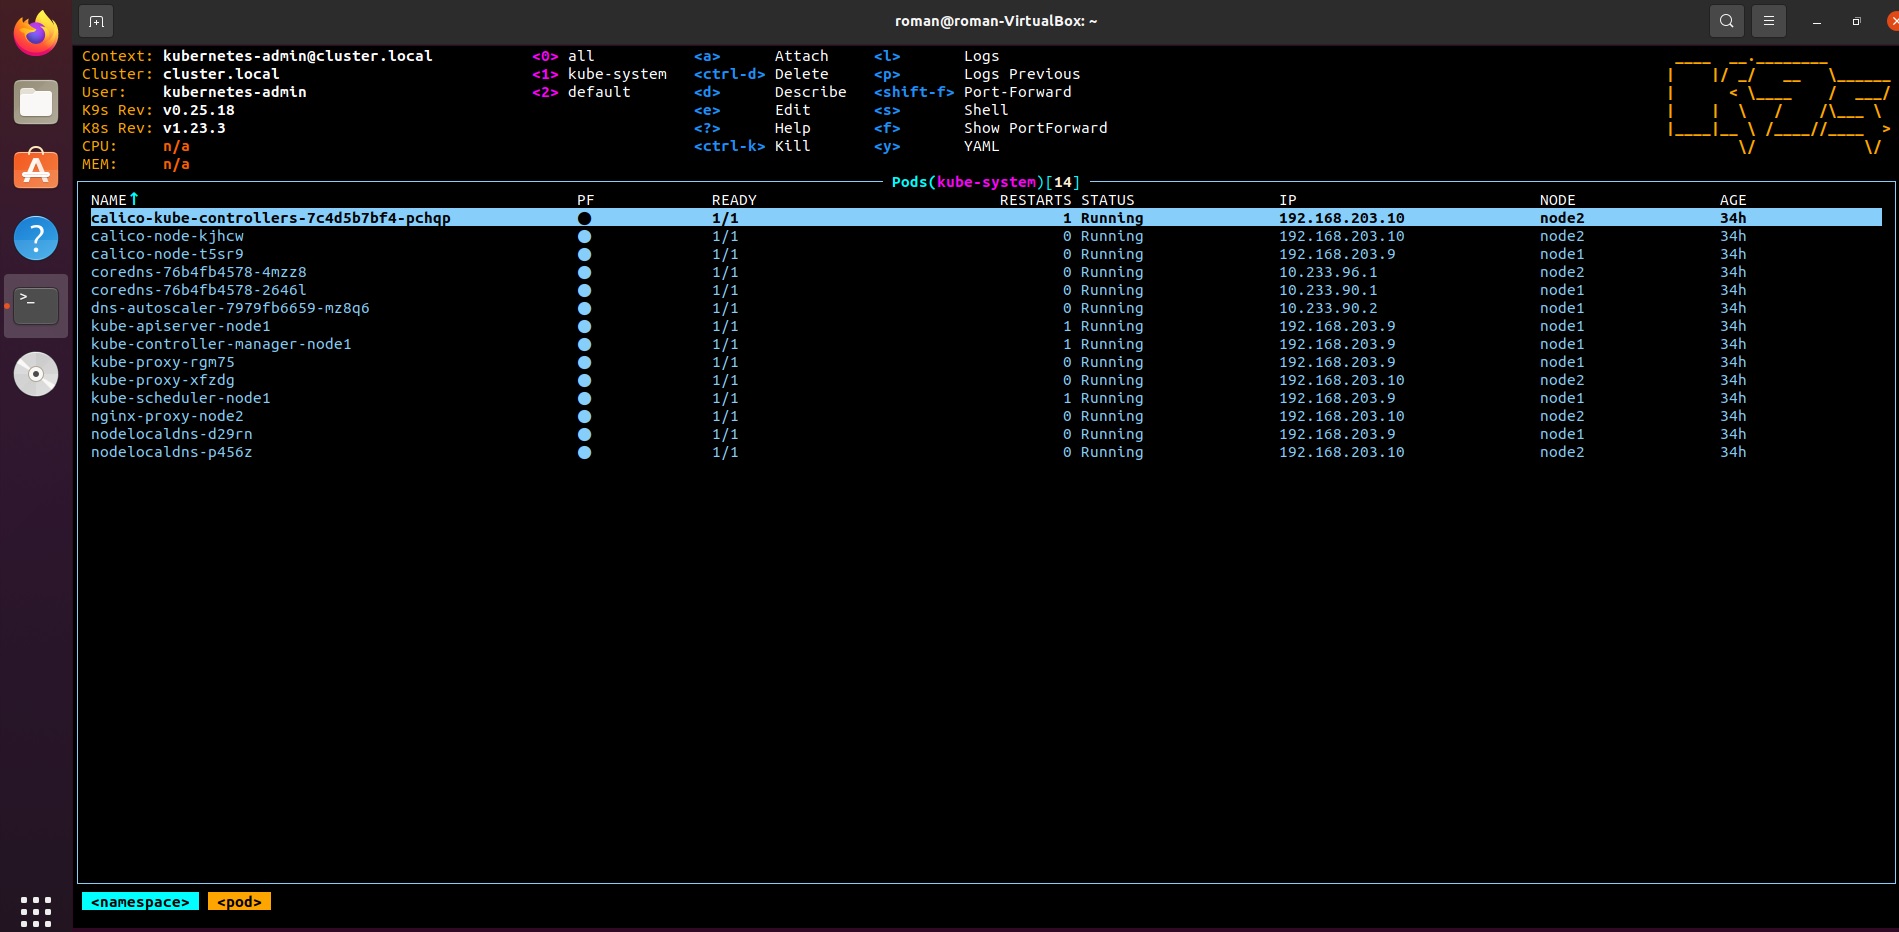 roman@roman-VirtualBox: ~
Context: kubernetes-admin@cluster.local <0> all <a> Attach <l> Logs
Cluster: cluster.local <1> kube-system <ctrl-d> Delete <p> Logs Previous
User: kubernetes-admin <2> default <d> Describe <shift-f> Port-Forward
K9s Rev: v0.25.18 <e> Edit <s> Shell
K8s Rev: v1.23.3 <?> Help <f> Show PortForward
CPU: n/a <ctrl-k> Kill <y> YAML
MEM: n/a
Pods(kube-system)[14]
NAME↑ PF READY RESTARTS STATUS IP NODE AGE
calico-kube-controllers-7c4d5b7bf4-pchqp ● 1/1 1 Running 192.168.203.10 node2 34h
calico-node-kjhcw ● 1/1 0 Running 192.168.203.10 node2 34h
calico-node-t5sr9 ● 1/1 0 Running 192.168.203.9 node1 34h
coredns-76b4fb4578-4mzz8 ● 1/1 0 Running 10.233.96.1 node2 34h
coredns-76b4fb4578-2646l ● 1/1 0 Running 10.233.90.1 node1 34h
dns-autoscaler-7979fb6659-mz8q6 ● 1/1 0 Running 10.233.90.2 node1 34h
kube-apiserver-node1 ● 1/1 1 Running 192.168.203.9 node1 34h
kube-controller-manager-node1 ● 1/1 1 Running 192.168.203.9 node1 34h
kube-proxy-rgm75 ● 1/1 0 Running 192.168.203.9 node1 34h
kube-proxy-xfzdg ● 1/1 0 Running 192.168.203.10 node2 34h
kube-scheduler-node1 ● 1/1 1 Running 192.168.203.9 node1 34h
nginx-proxy-node2 ● 1/1 0 Running 192.168.203.10 node2 34h
nodelocaldns-d29rn ● 1/1 0 Running 192.168.203.9 node1 34h
nodelocaldns-p456z ● 1/1 0 Running 192.168.203.10 node2 34h
<namespace> <pod>